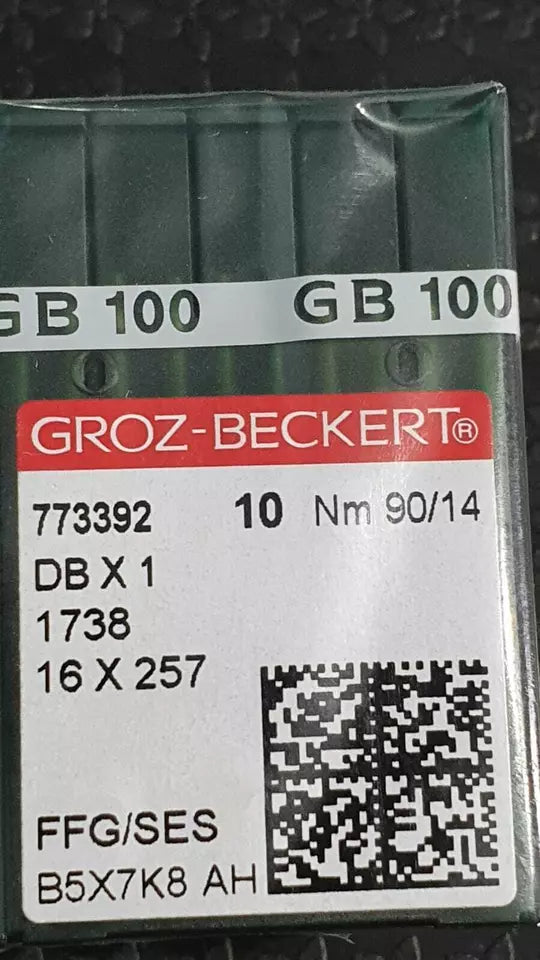 GB 100 GB 100
GROZ-BECKERT®
773392 10 Nm 90/14
DB X 1
1738
16 X 257
FFG/SES
B5X7K8 AH